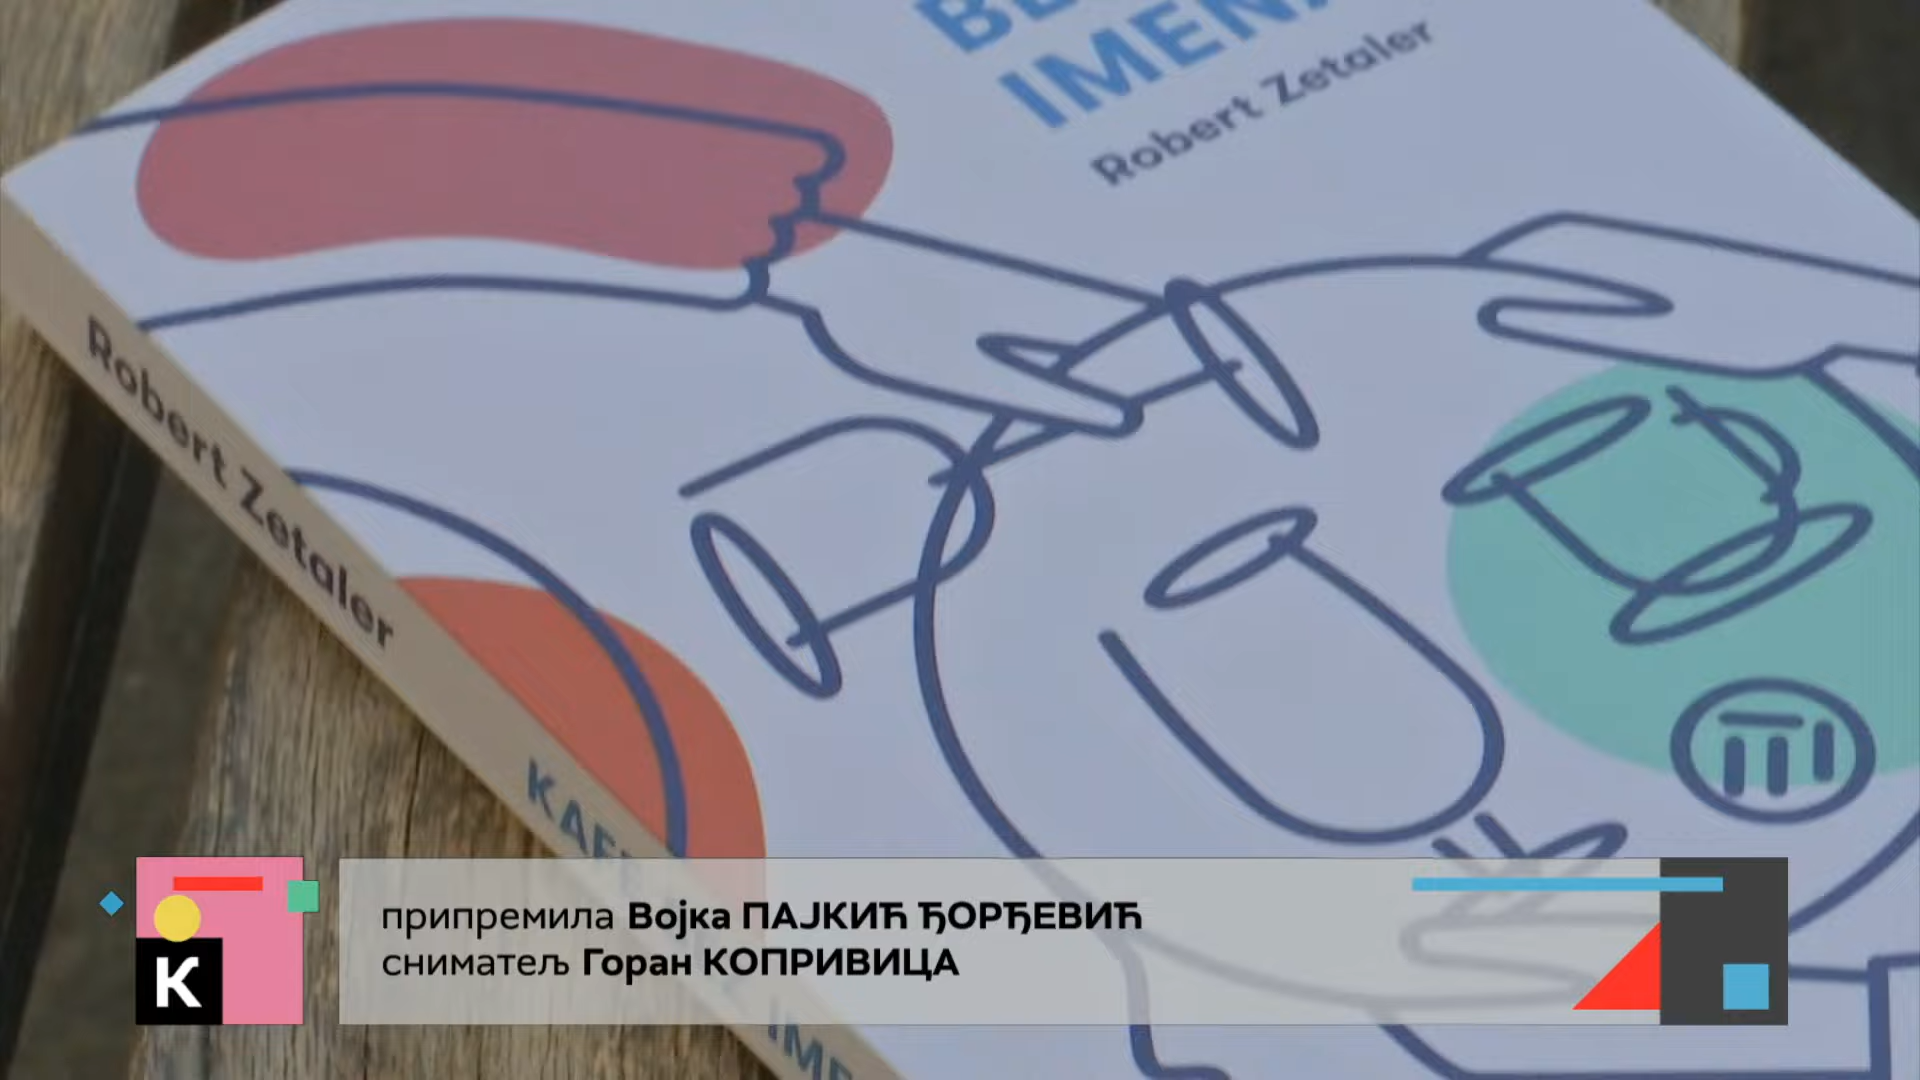 IMENA
Robert Zetaler
Robert Zetaler
припремила Војка ПАЈКИЋ ЂОРЂЕВИЋ
сниматељ Горан КОПРИВИЦА
К